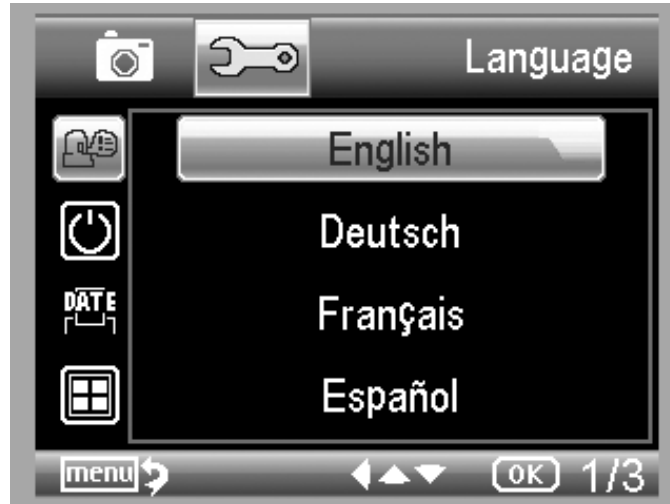 Language
English
Deutsch
Français
DATE
Español
menu OK 1/3